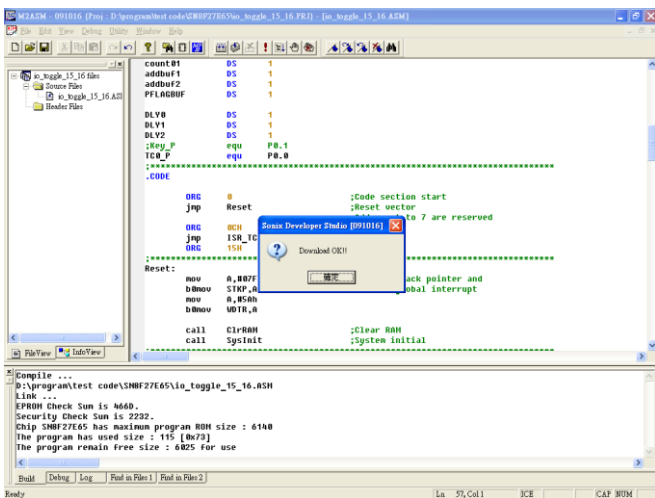 M2ASM - 091016 [Proj : D:\program\test code\SN8F27E65\io_toggle_15_16.PRJ] - [io_toggle_15_16.ASM]
File Edit View Debug Utility Window Help
io_toggle_15_16 files
Source Files
io_toggle_15_16.ASM
Header Files
FileView InfoView
count01 DS 1
addbuf1 DS 1
addbuf2 DS 1
PFLAGBUF DS 1
DLY0 DS 1
DLY1 DS 1
DLY2 DS 1
;Key_P equ P0.1
TC0_P equ P0.0
.CODE
ORG 0 ;Code section start
jmp Reset ;Reset vector
to 7 are reserved
ORG 0CH
jmp ISR_TC
ORG 15H
Reset:
mov A,#07F ack pointer and
b0mov STKP,A obal interrupt
mov A,#5Ah
b0mov WDTR,A
call ClrRAM ;Clear RAM
call SysInit ;System initial
Sonix Developer Studio [091016]
Download OK!!
確定
Compile ...
D:\program\test code\SN8F27E65\io_toggle_15_16.ASM
Link ...
EPROM Check Sum is 466D.
Security Check Sum is 2232.
Chip SN8F27E65 has maximum program ROM size : 6140
The program has used size : 115 [0x73]
The program remain free size : 6025 for use
Build Debug Log Find in Files 1 Find in Files 2
Ready Ln 57, Col 1 ICE CAP NUM